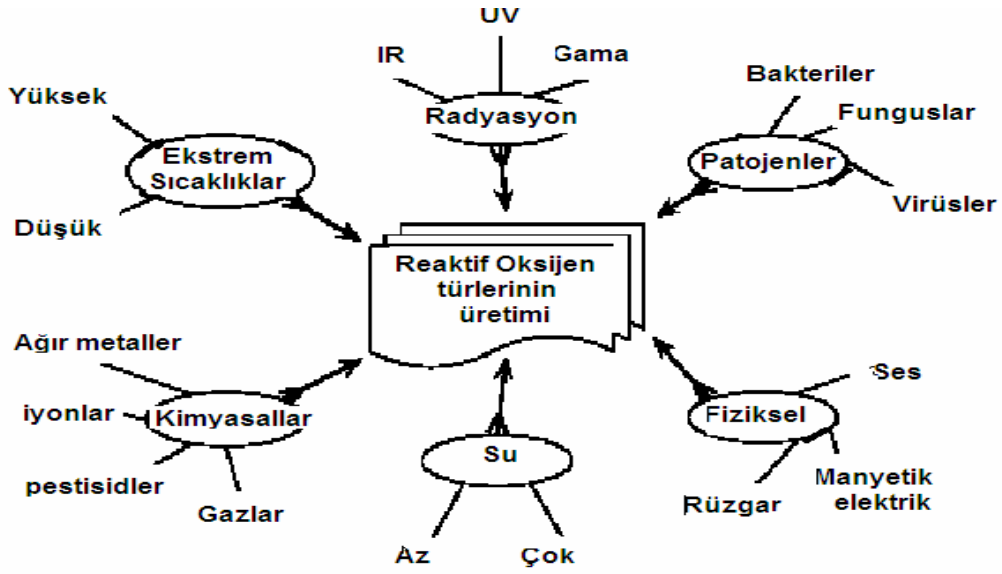 UV
IR
Gama
Radyasyon
Bakteriler
Funguslar
Patojenler
Virüsler
Yüksek
Ekstrem
Sıcaklıklar
Düşük
Reaktif Oksijen
türlerinin
üretimi
Ağır metaller
iyonlar
Kimyasallar
pestisidler
Gazlar
Su
Az
Çok
Ses
Fiziksel
Rüzgar
Manyetik
elektrik